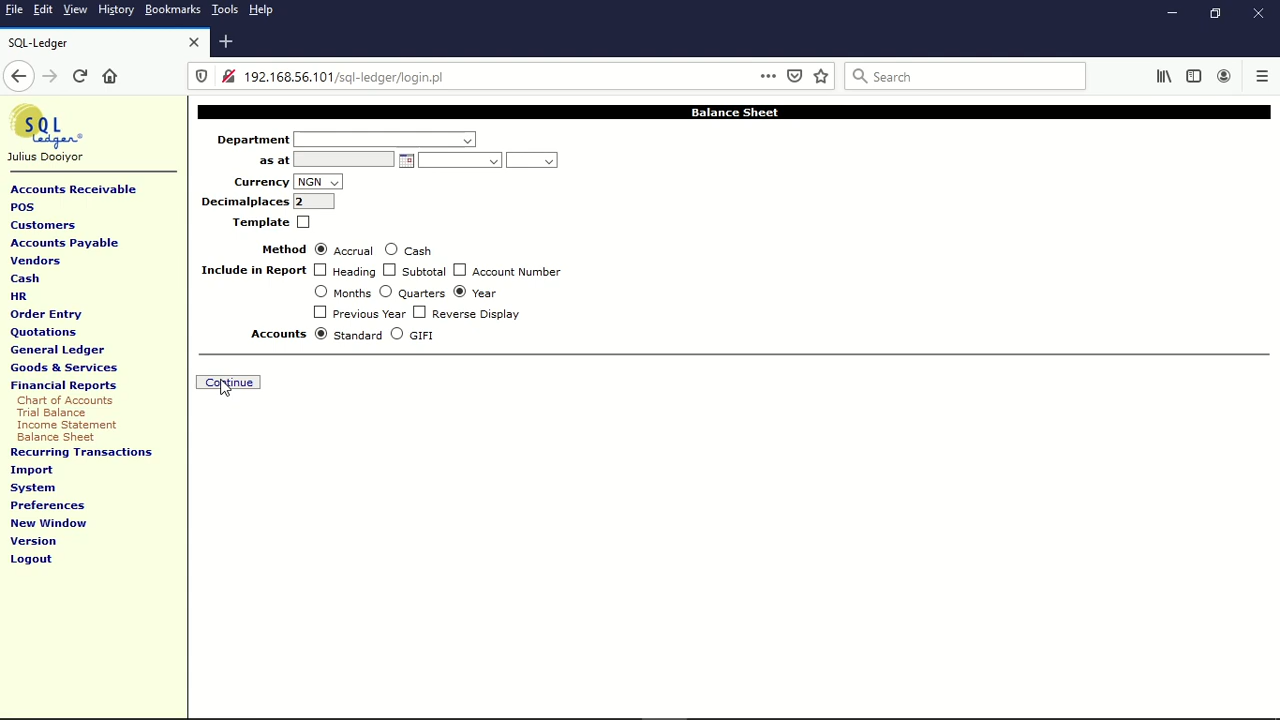 File Edit View History Bookmarks Tools Help
SQL-Ledger
192.168.56.101/sql-ledger/login.pl
Search
SQL
Ledger®
Julius Dooiyor
Accounts Receivable
POS
Customers
Accounts Payable
Vendors
Cash
HR
Order Entry
Quotations
General Ledger
Goods & Services
Financial Reports
Chart of Accounts
Trial Balance
Income Statement
Balance Sheet
Recurring Transactions
Import
System
Preferences
New Window
Version
Logout
Balance Sheet
Department
as at
Currency NGN
Decimalplaces 2
Template
Method Accrual Cash
Include in Report Heading Subtotal Account Number
Months Quarters Year
Previous Year Reverse Display
Accounts Standard GIFI
Continue